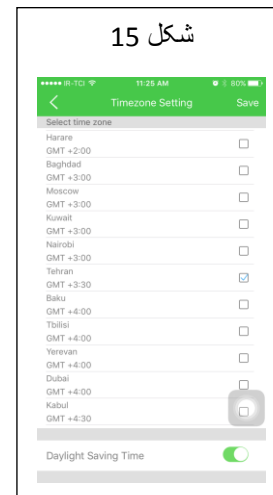 شکل 15
IR-TCI 11:25 AM 80%
Timezone Setting Save
Select time zone
Harare
GMT +2:00
Baghdad
GMT +3:00
Moscow
GMT +3:00
Kuwait
GMT +3:00
Nairobi
GMT +3:00
Tehran
GMT +3:30
Baku
GMT +4:00
Tbilisi
GMT +4:00
Yerevan
GMT +4:00
Dubai
GMT +4:00
Kabul
GMT +4:30
Daylight Saving Time